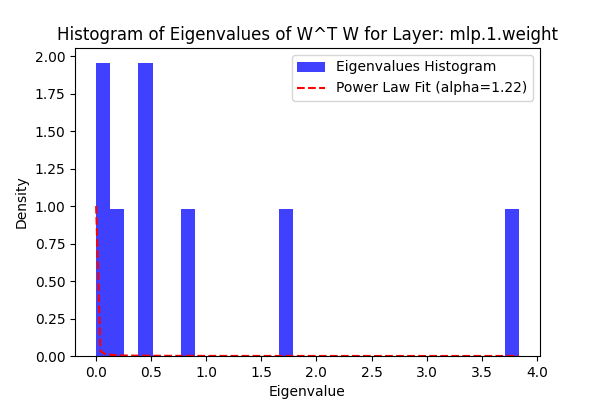 Histogram of Eigenvalues of W^T W for Layer: mlp.1.weight
Eigenvalues Histogram
Power Law Fit (alpha=1.22)
Density
2.00
1.75
1.50
1.25
1.00
0.75
0.50
0.25
0.00
0.0 0.5 1.0 1.5 2.0 2.5 3.0 3.5 4.0
Eigenvalue